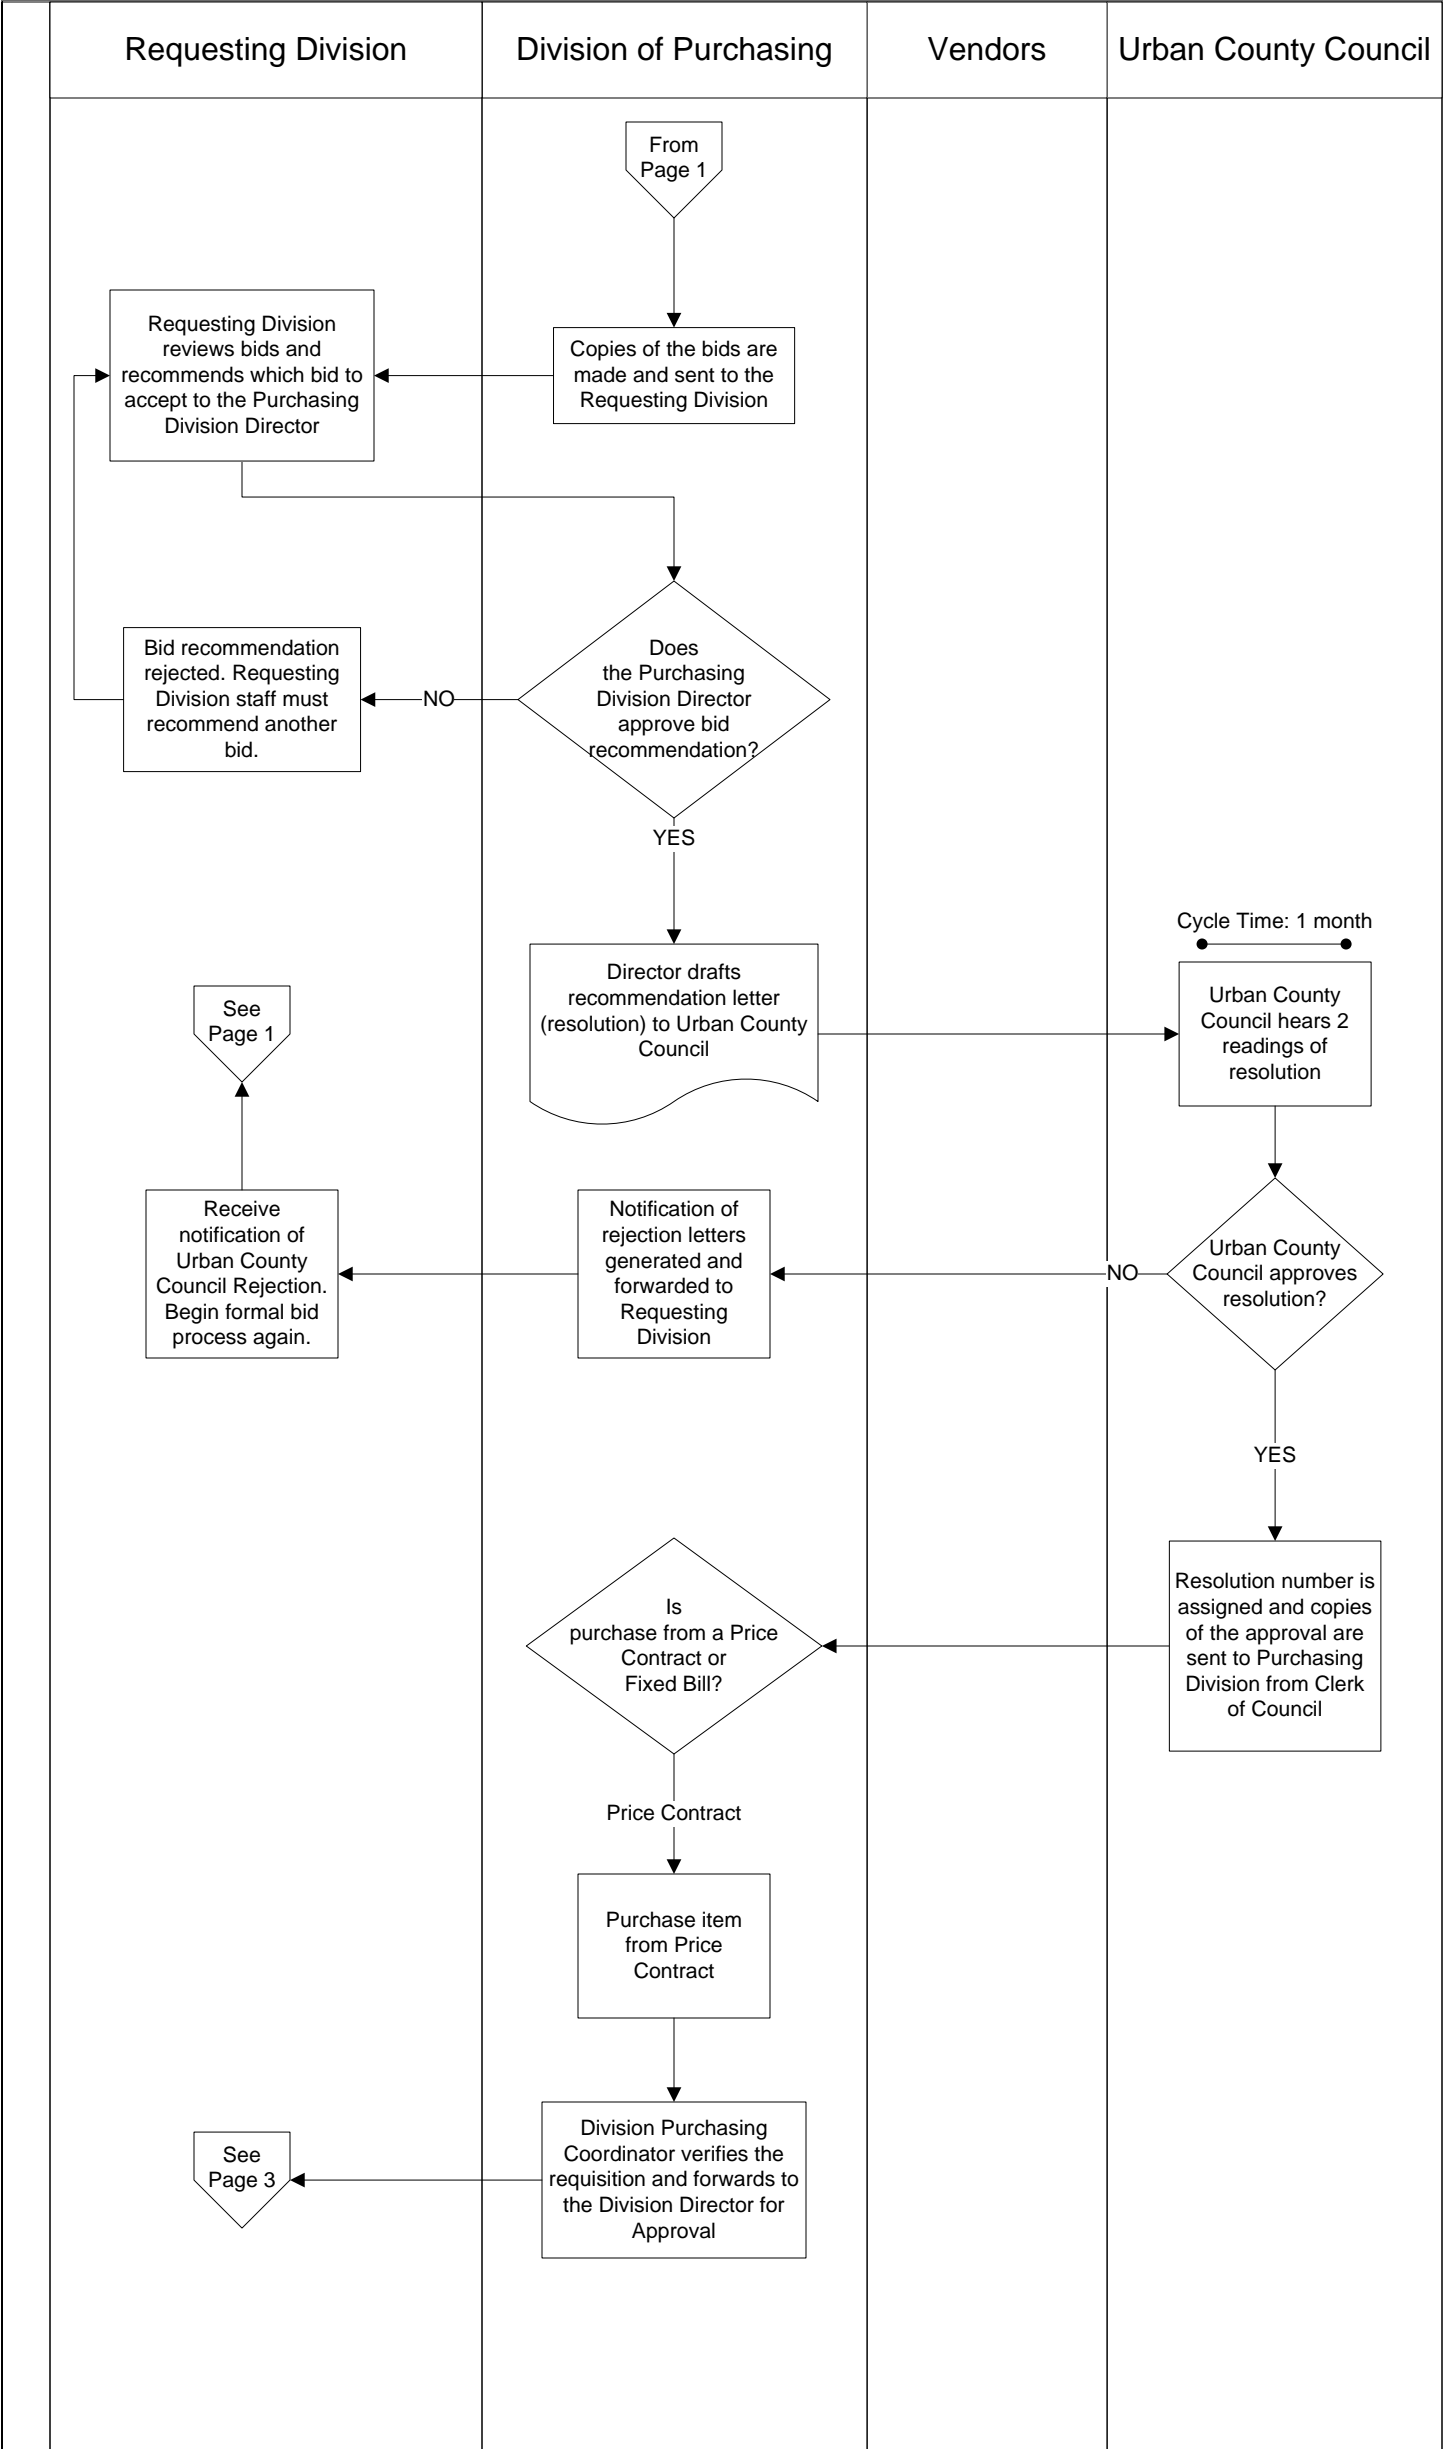 Requesting Division
Division of Purchasing
Vendors
Urban County Council
From
Page 1
Requesting Division
reviews bids and
recommends which bid to
accept to the Purchasing
Division Director
Copies of the bids are
made and sent to the
Requesting Division
Bid recommendation
rejected. Requesting
Division staff must
recommend another
bid.
NO
Does
the Purchasing
Division Director
approve bid
recommendation?
YES
Cycle Time: 1 month
Director drafts
recommendation letter
(resolution) to Urban County
Council
Urban County
Council hears 2
readings of
resolution
See
Page 1
Receive
notification of
Urban County
Council Rejection.
Begin formal bid
process again.
Notification of
rejection letters
generated and
forwarded to
Requesting
Division
NO
Urban County
Council approves
resolution?
YES
Is
purchase from a Price
Contract or
Fixed Bill?
Resolution number is
assigned and copies
of the approval are
sent to Purchasing
Division from Clerk
of Council
Price Contract
Purchase item
from Price
Contract
Division Purchasing
Coordinator verifies the
requisition and forwards to
the Division Director for
Approval
See
Page 3